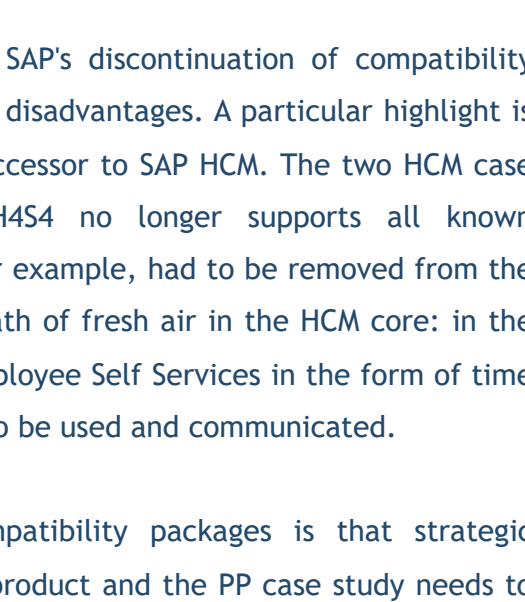 SAP's discontinuation of compatibility
disadvantages. A particular highlight is
ccessor to SAP HCM. The two HCM case
H4S4 no longer supports all known
r example, had to be removed from the
ath of fresh air in the HCM core: in the
ployee Self Services in the form of time
o be used and communicated.
mpatibility packages is that strategic
product and the PP case study needs to